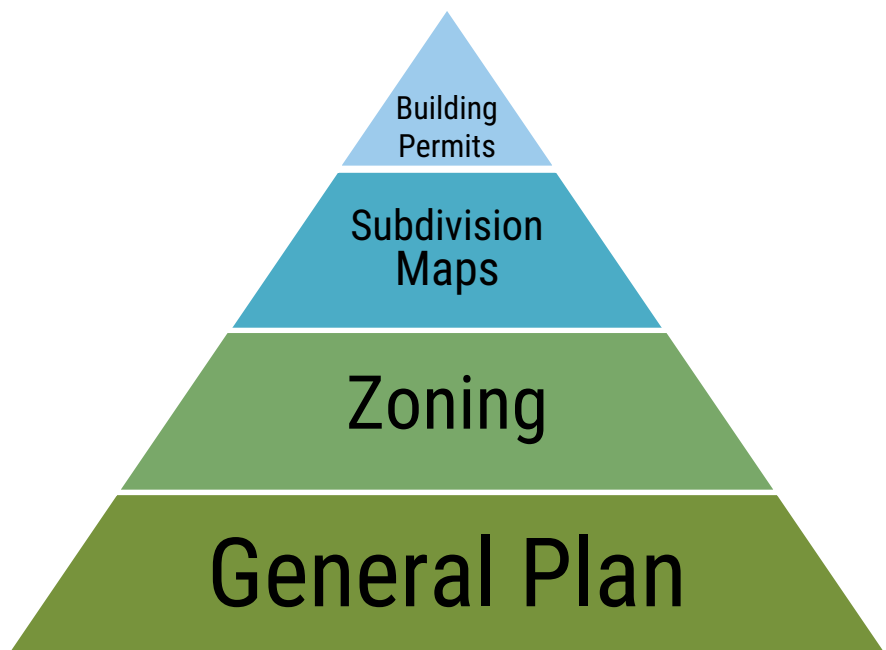 Building
Permits
Subdivision
Maps
Zoning
General Plan